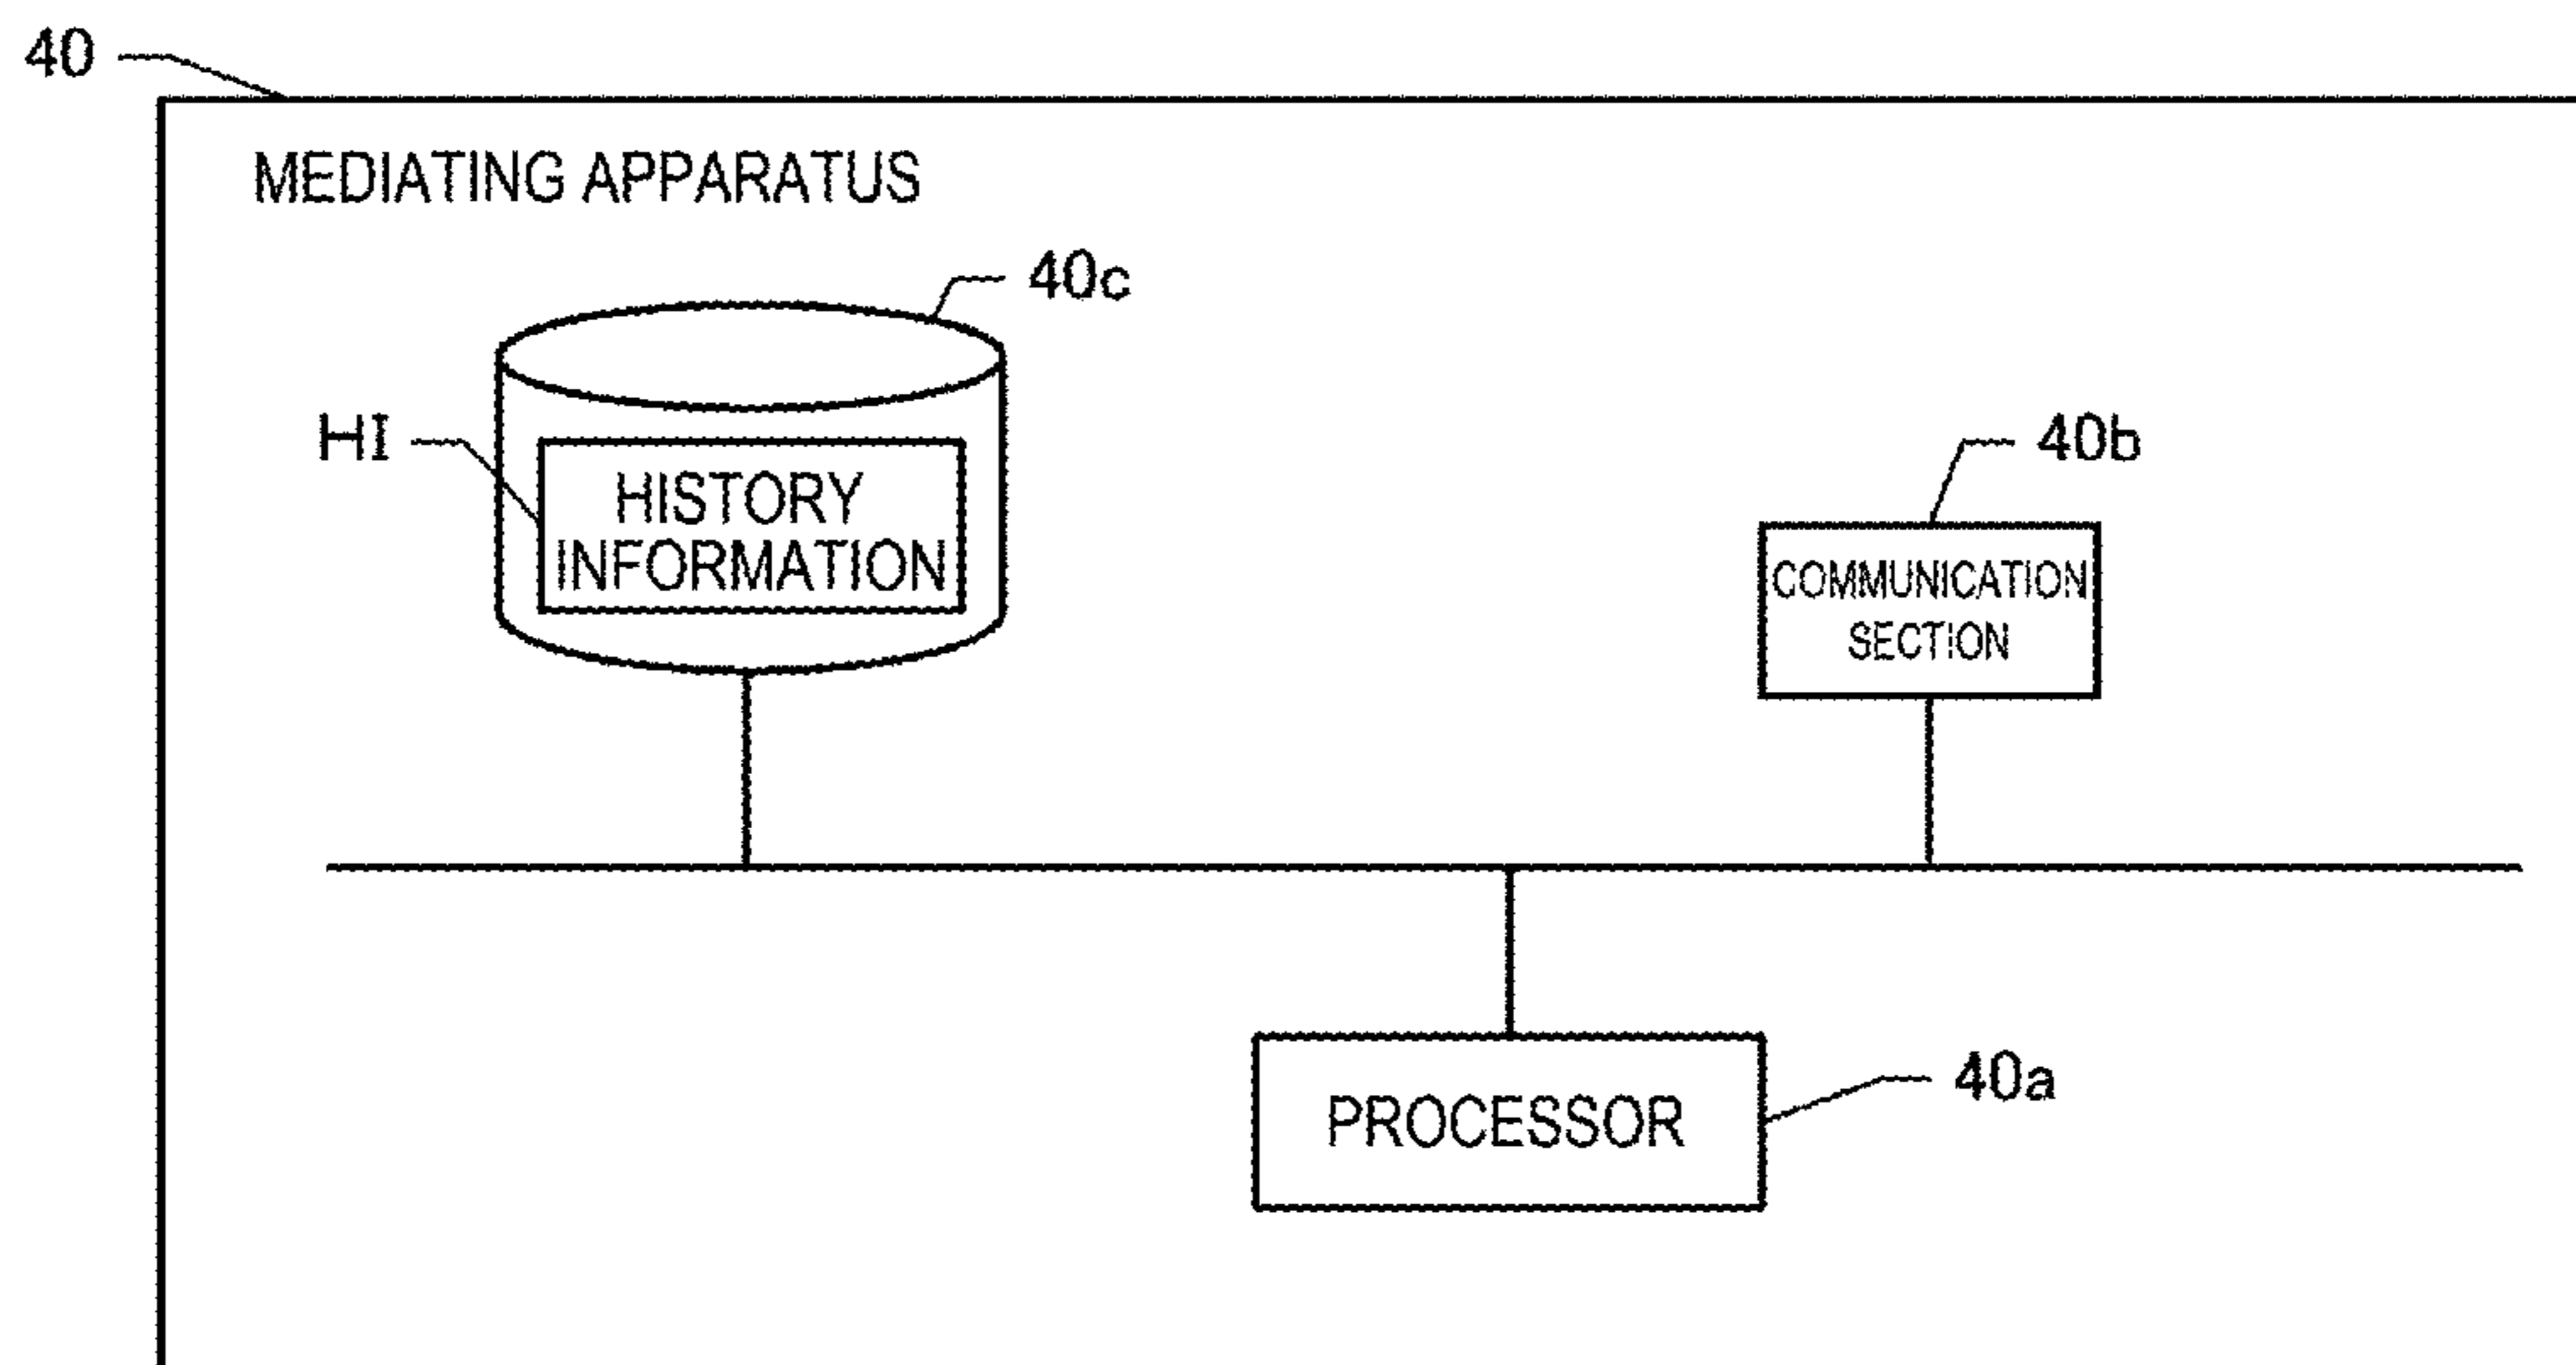 40
MEDIATING APPARATUS
40c
HI
HISTORY
INFORMATION
40b
COMMUNICATION
SECTION
PROCESSOR
40a